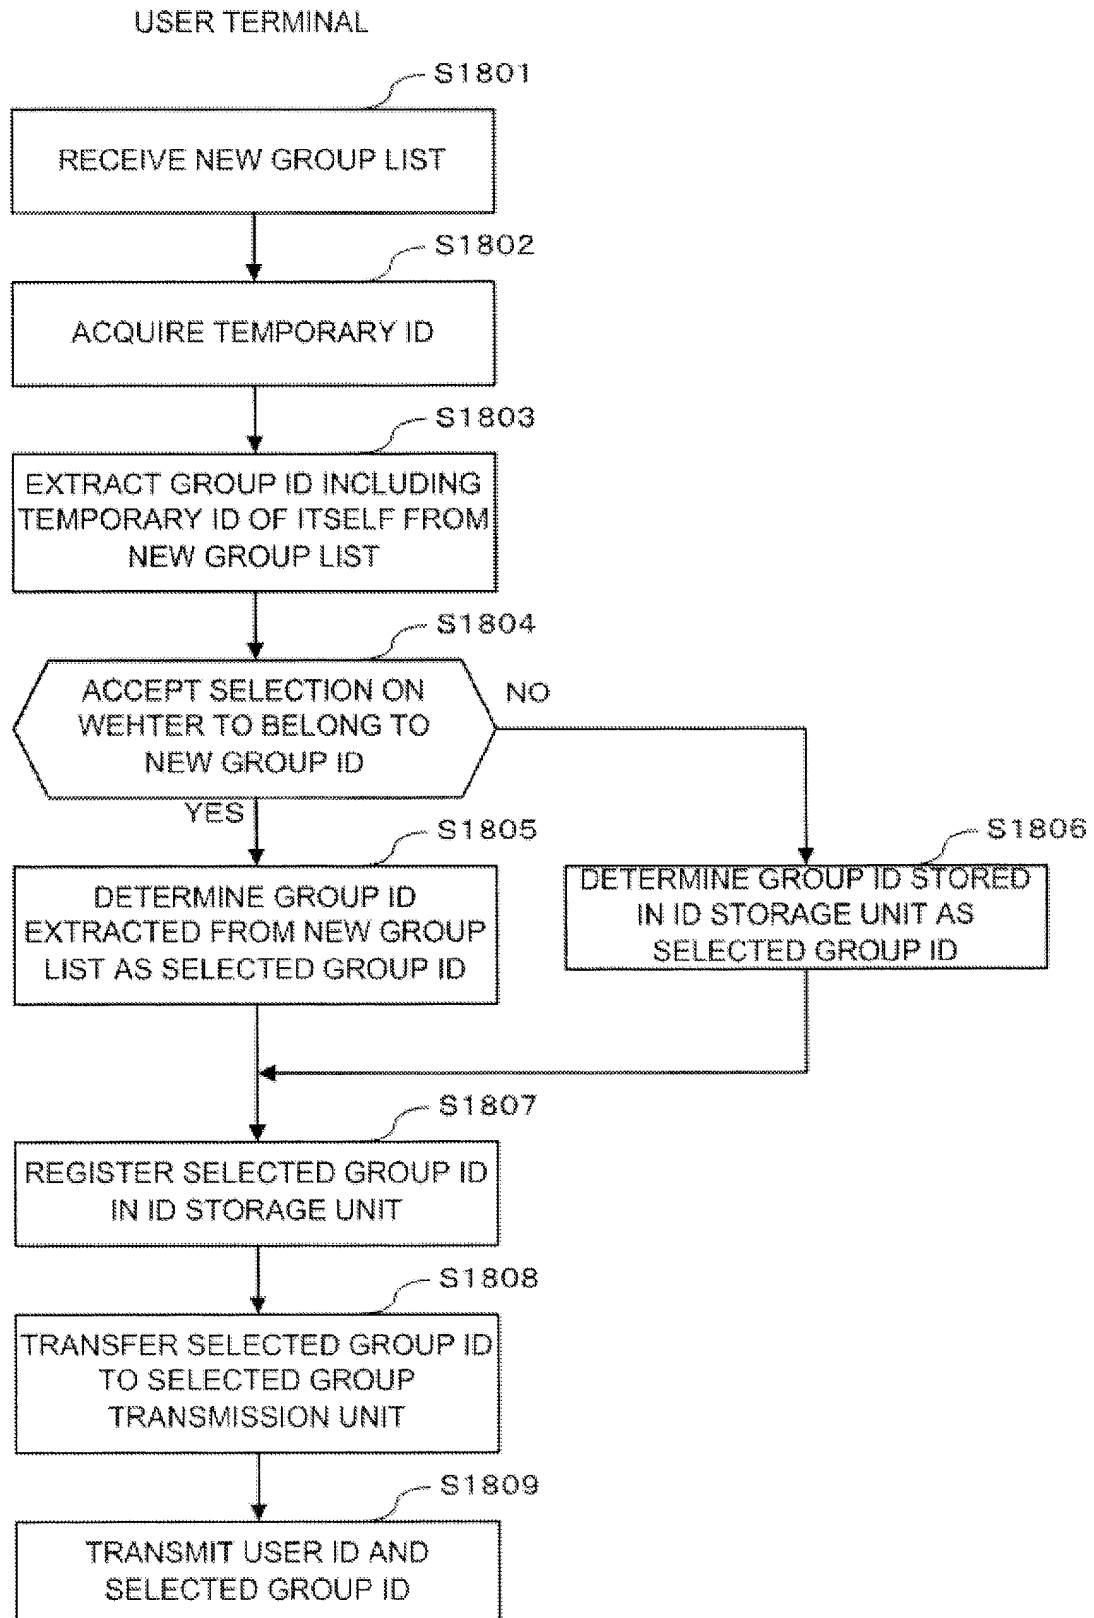 USER TERMINAL
S1801
RECEIVE NEW GROUP LIST
S1802
ACQUIRE TEMPORARY ID
S1803
EXTRACT GROUP ID INCLUDING
TEMPORARY ID OF ITSELF FROM
NEW GROUP LIST
S1804
ACCEPT SELECTION ON
WEHTER TO BELONG TO
NEW GROUP ID
NO
YES
S1805
DETERMINE GROUP ID
EXTRACTED FROM NEW GROUP
LIST AS SELECTED GROUP ID
S1806
DETERMINE GROUP ID STORED
IN ID STORAGE UNIT AS
SELECTED GROUP ID
S1807
REGISTER SELECTED GROUP ID
IN ID STORAGE UNIT
S1808
TRANSFER SELECTED GROUP ID
TO SELECTED GROUP
TRANSMISSION UNIT
S1809
TRANSMIT USER ID AND
SELECTED GROUP ID